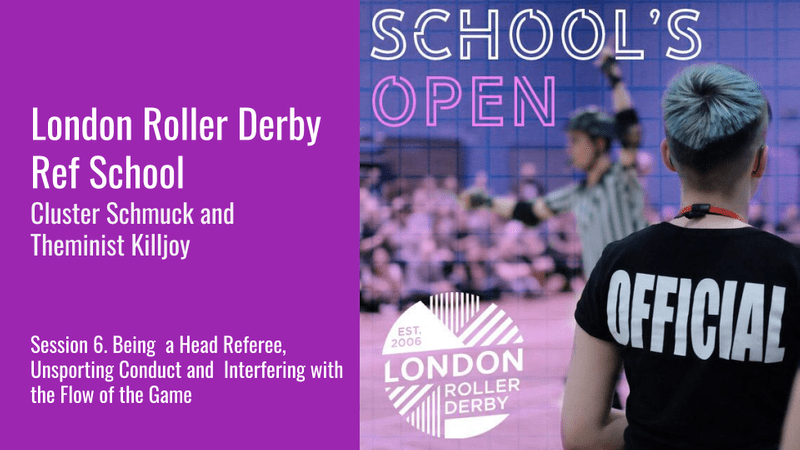 London Roller Derby
Ref School
Cluster Schmuck and
Theminist Killjoy
Session 6. Being  a Head Referee,
Unsporting Conduct and  Interfering with
the Flow of the Game
SCHOOL'S
OPEN
OFFICIAL
EST.
2006
LONDON
ROLLER
DERBY